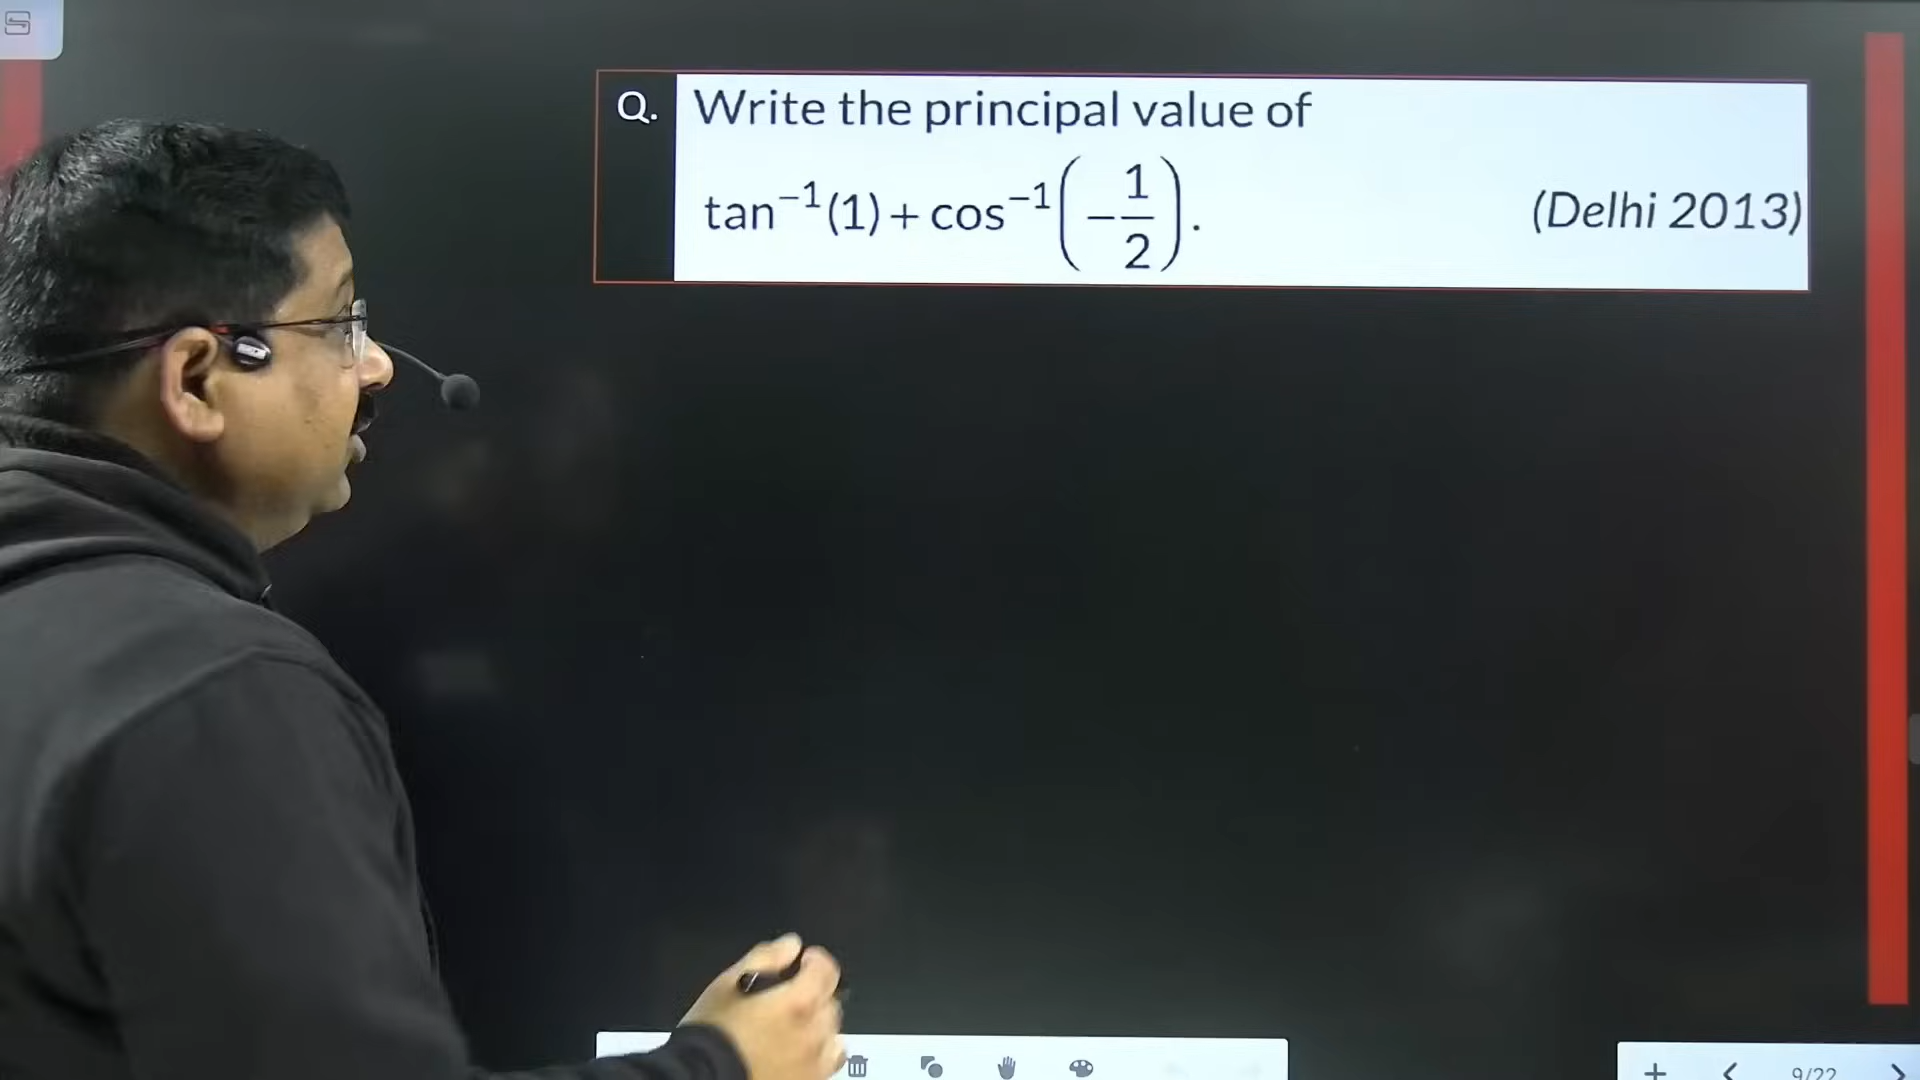 Q. Write the principal value of
tan⁻¹(1) + cos⁻¹(-1/2). (Delhi 2013)
9/22